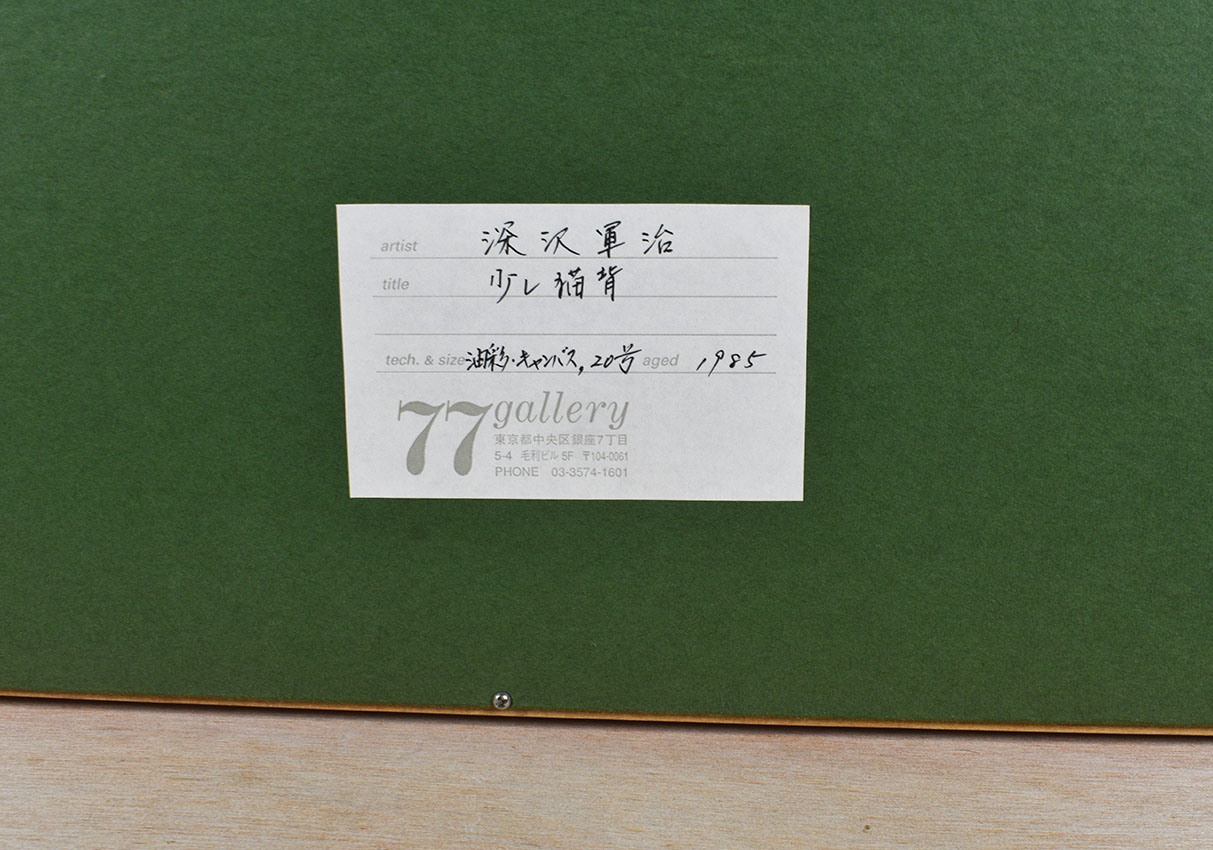 artist 深沢軍治
title 少し猫背
tech. & size 油彩・キャンバス, 20号 aged 1985
77 gallery
東京都中央区銀座7丁目
5-4 毛利ビル 5F 〒104-0061
PHONE 03-3574-1601